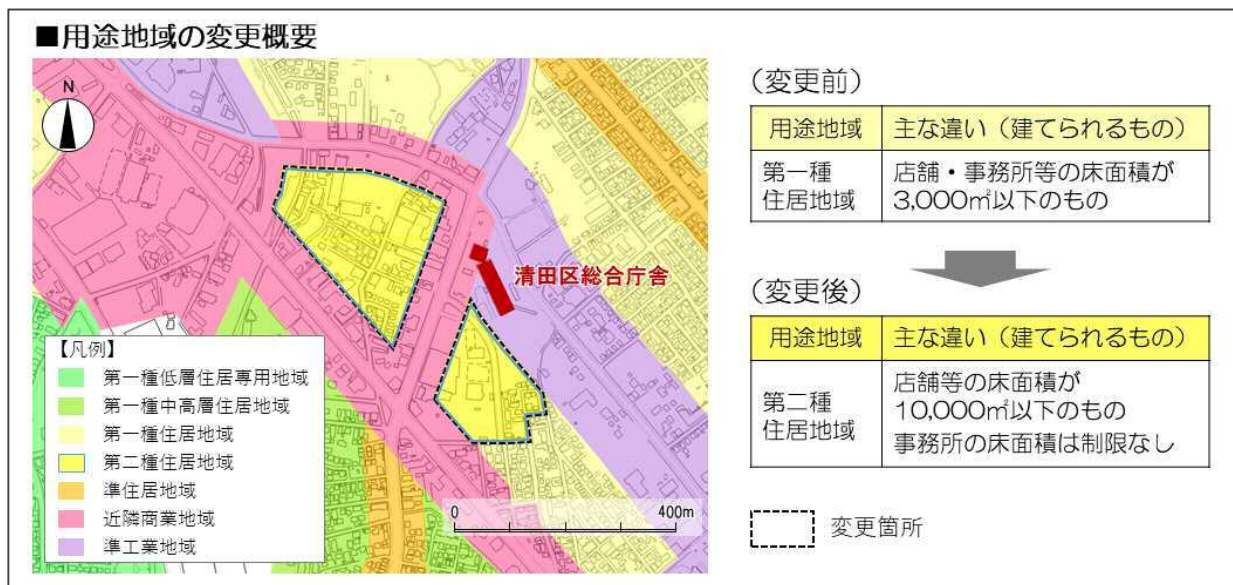 ■用途地域の変更概要
N
清田区総合庁舎
【凡例】
第一種低層住居専用地域
第一種中高層住居地域
第一種住居地域
第二種住居地域
準住居地域
近隣商業地域
準工業地域
0 400m
（変更前）
用途地域 主な違い（建てられるもの）
第一種
住居地域
店舗・事務所等の床面積が
3,000㎡以下のもの
（変更後）
用途地域 主な違い（建てられるもの）
第二種
住居地域
店舗等の床面積が
10,000㎡以下のもの
事務所の床面積は制限なし
変更箇所